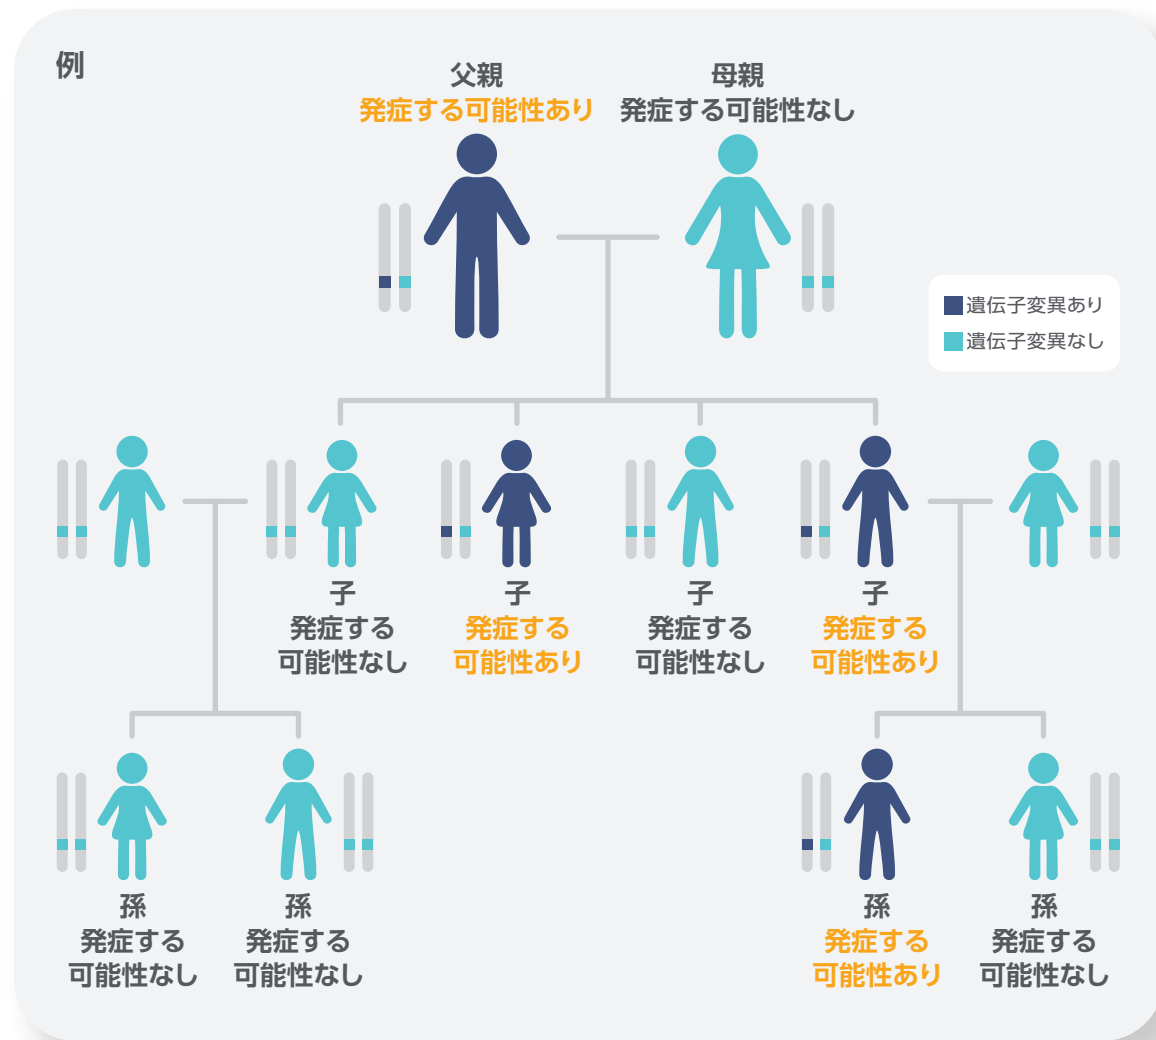 例
父親
発症する可能性あり
母親
発症する可能性なし
遺伝子変異あり
遺伝子変異なし
子
発症する
可能性なし
子
発症する
可能性あり
子
発症する
可能性なし
子
発症する
可能性あり
孫
発症する
可能性なし
孫
発症する
可能性なし
孫
発症する
可能性あり
孫
発症する
可能性なし